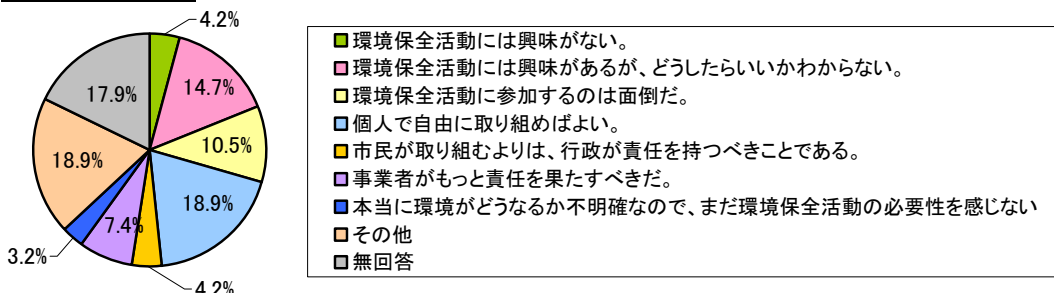 4.2%
14.7%
10.5%
18.9%
4.2%
7.4%
3.2%
18.9%
17.9%
環境保全活動には興味がない。
環境保全活動には興味があるが、どうしたらいいかわからない。
環境保全活動に参加するのは面倒だ。
個人で自由に取り組めばよい。
市民が取り組むよりは、行政が責任を持つべきことである。
事業者がもっと責任を果たすべきだ。
本当に環境がどうなるか不明確なので、まだ環境保全活動の必要性を感じない
その他
無回答